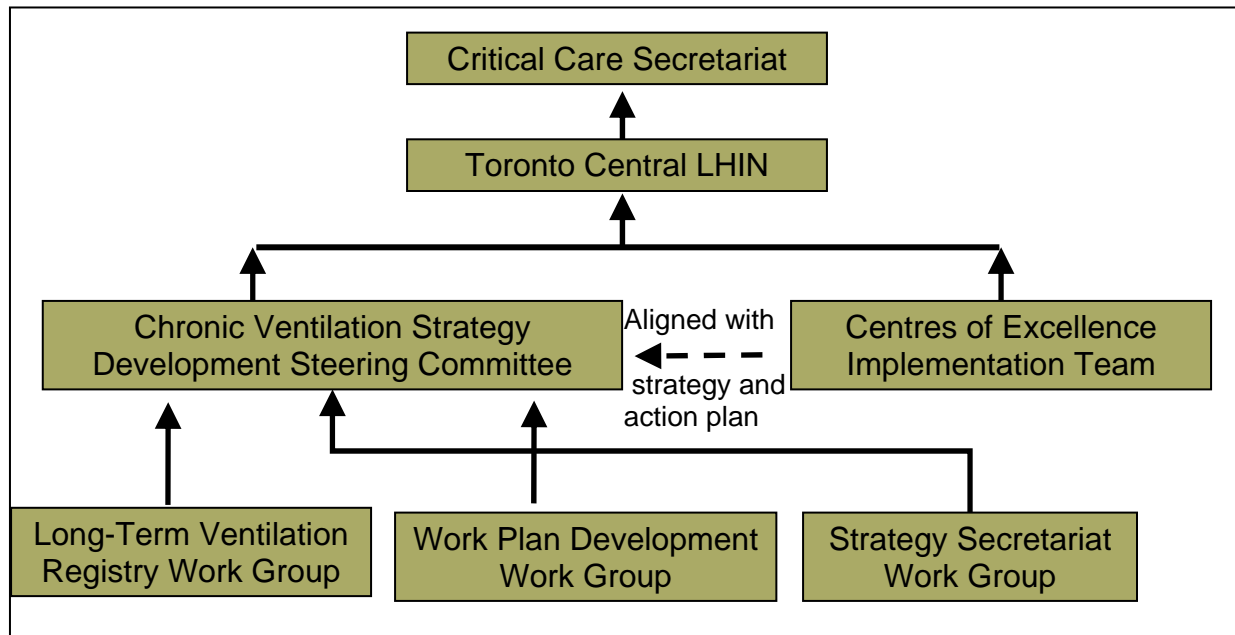 Critical Care Secretariat
Toronto Central LHIN
Chronic Ventilation Strategy
Development Steering Committee
Aligned with
strategy and
action plan
Centres of Excellence
Implementation Team
Long-Term Ventilation
Registry Work Group
Work Plan Development
Work Group
Strategy Secretariat
Work Group